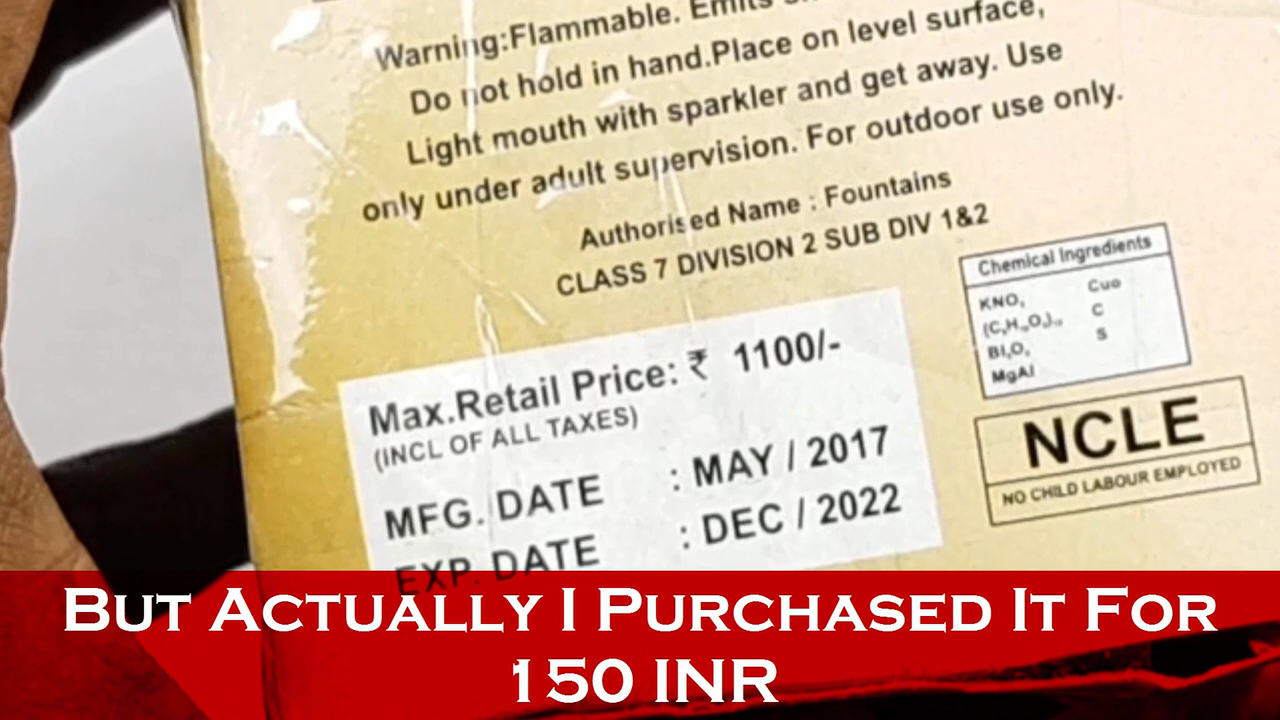 Warning:Flammable. Emits
Do not hold in hand.Place on level surface,
Light mouth with sparkler and get away. Use
only under adult supervision. For outdoor use only.
Authorised Name : Fountains
CLASS 7 DIVISION 2 SUB DIV 1&2
Chemical Ingredients
KNO₃ Cuo
C
S
MgAl
Max.Retail Price: ₹ 1100/-
(INCL OF ALL TAXES)
MFG. DATE : MAY / 2017
EXP. DATE : DEC / 2022
NCLE
NO CHILD LABOUR EMPLOYED
But Actually I Purchased It For
150 INR